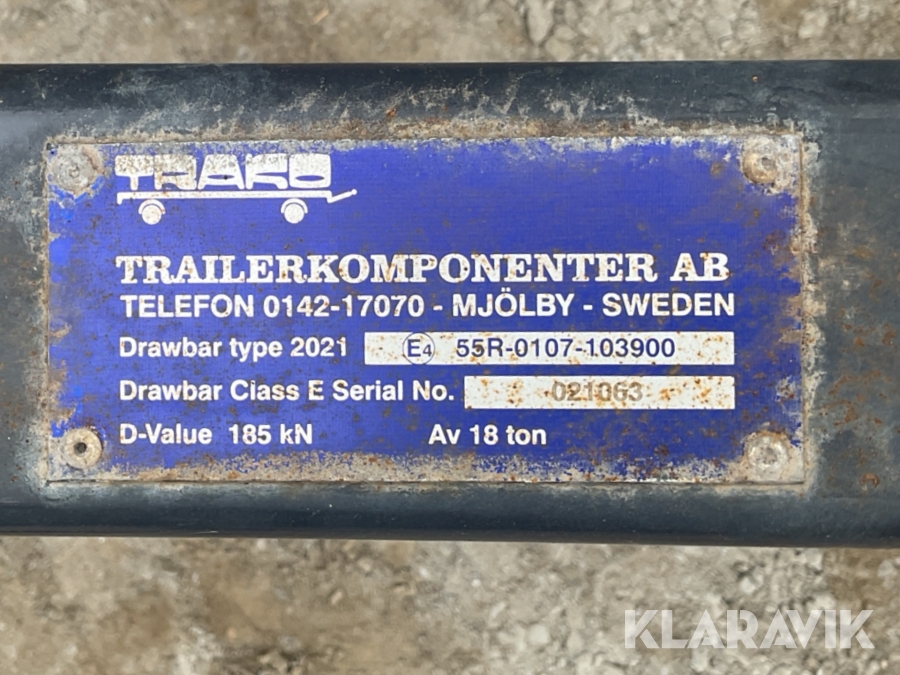 TRAKO
TRAILERKOMPONENTER AB
TELEFON 0142-17070 - MJÖLBY - SWEDEN
Drawbar type 2021 E4 55R-0107-103900
Drawbar Class E Serial No. 021063
D-Value 185 kN Av 18 ton
KLARAVIK